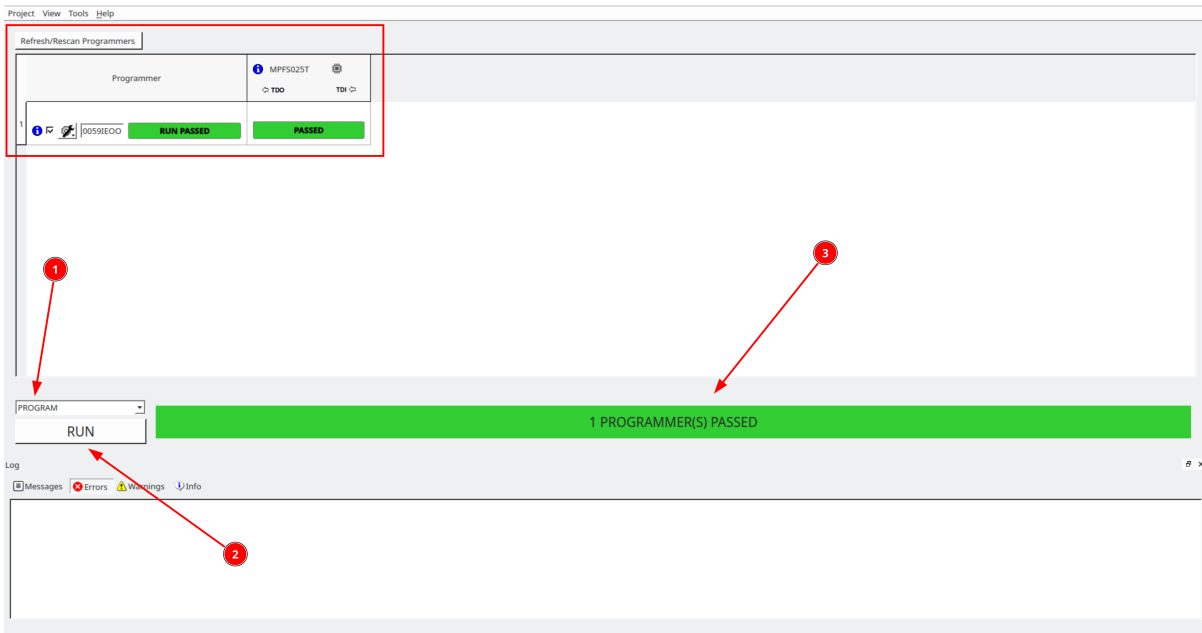 Project View Tools Help
Refresh/Rescan Programmers
Programmer
MPFS025T
TDO TDI
1
0059IEOO RUN PASSED PASSED
1
3
PROGRAM
RUN
1 PROGRAMMER(S) PASSED
Log
Messages Errors Warnings Info
2